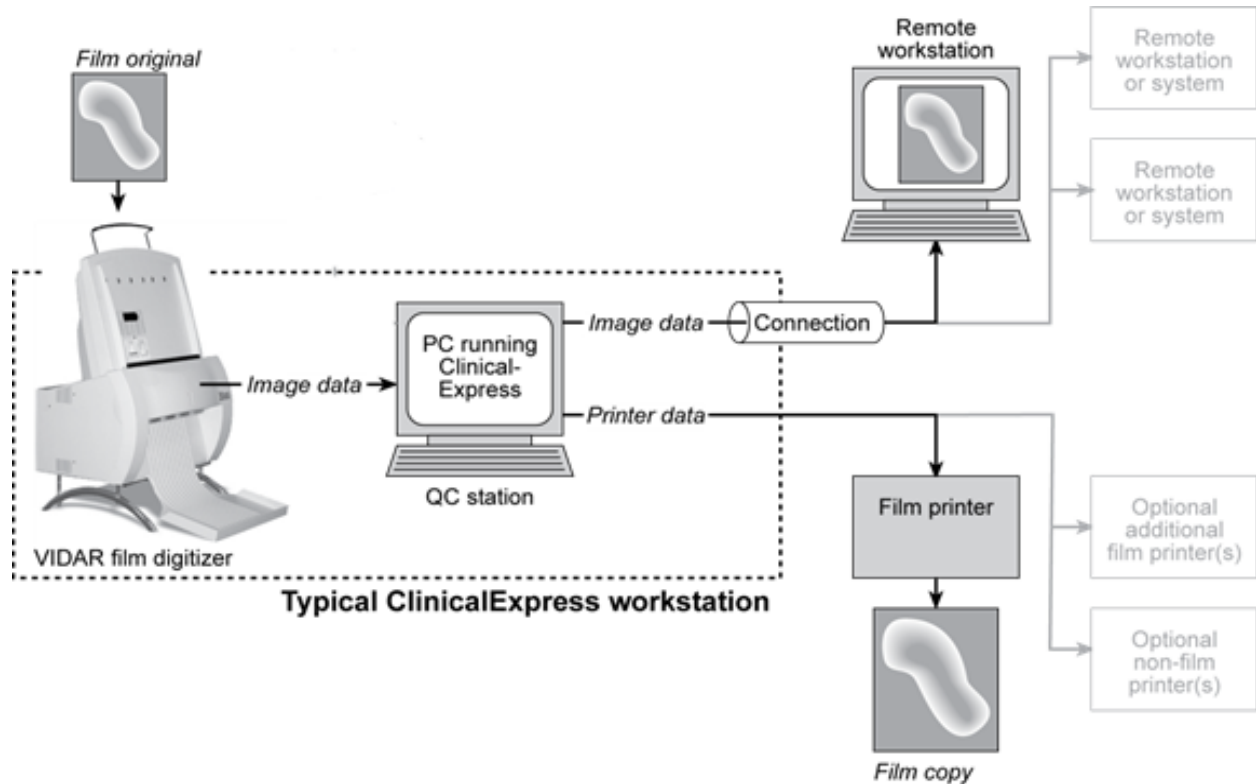 Film original
Remote
workstation
Remote
workstation
or system
Remote
workstation
or system
Image data
PC running
Clinical-
Express
Image data
Connection
Printer data
QC station
VIDAR film digitizer
Film printer
Optional
additional
film printer(s)
Typical ClinicalExpress workstation
Optional
non-film
printer(s)
Film copy